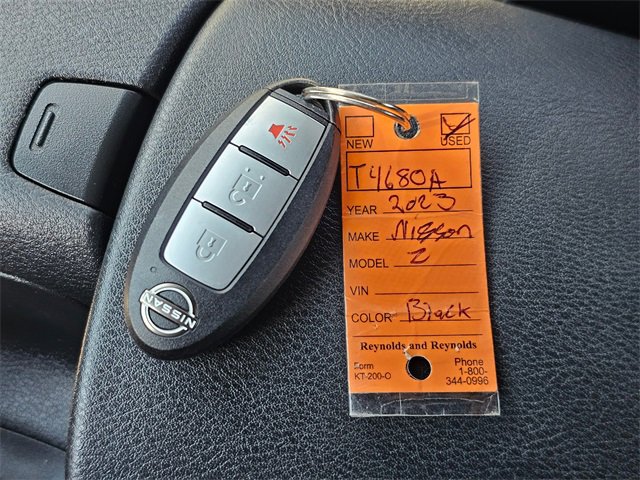 NISSAN
NEW USED
T4680A
YEAR 2023
MAKE Nissan
MODEL Z
VIN
COLOR Black
Reynolds and Reynolds
Form Phone
KT-200-O 1-800-
344-0996